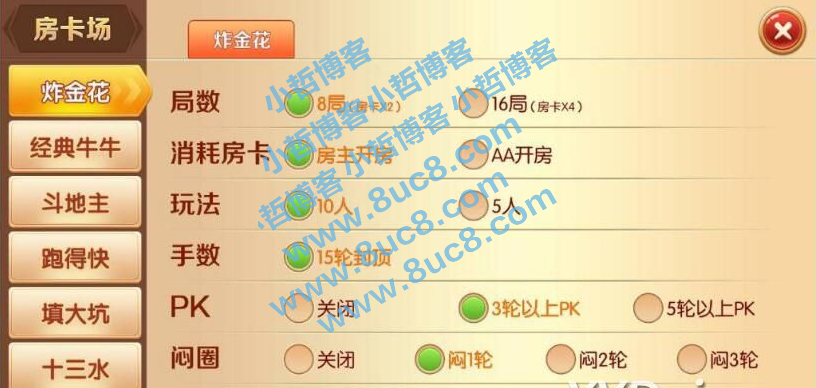 房卡场
炸金花
炸金花
经典牛牛
斗地主
跑得快
填大坑
十三水
局数 8局(房卡X2) 16局(房卡X4)
消耗房卡 房主开房 AA开房
玩法 10人 5人
手数 15轮封顶
PK 关闭 3轮以上PK 5轮以上PK
闷圈 关闭 闷1轮 闷2轮 闷3轮
小哲博客小哲博客小哲博客
小哲博客小哲博客
小哲博客 www.8uc8.com
www.8uc8.com
www.8uc8.com